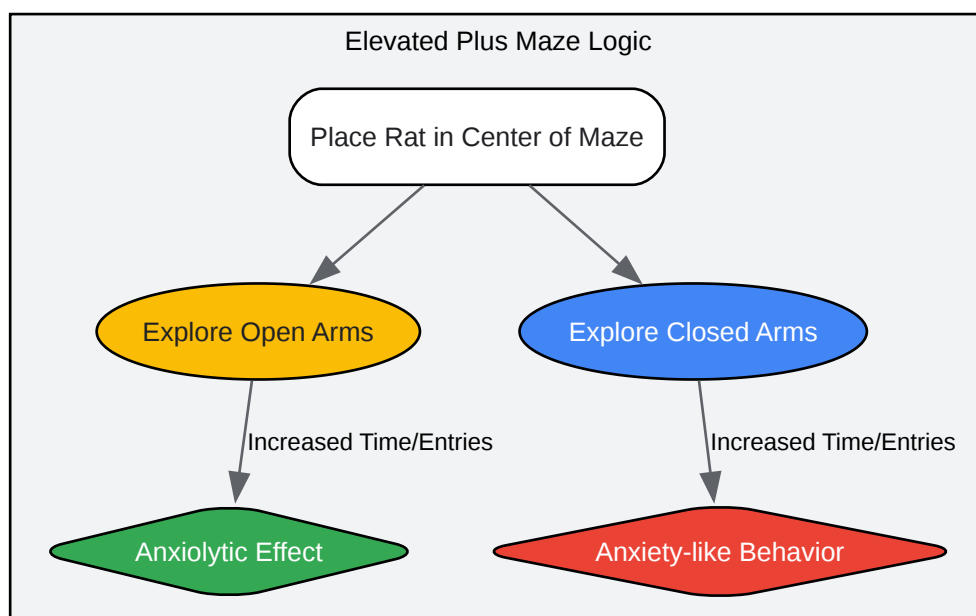 Elevated Plus Maze Logic
Place Rat in Center of Maze
Explore Open Arms
Explore Closed Arms
Increased Time/Entries
Increased Time/Entries
Anxiolytic Effect
Anxiety-like Behavior